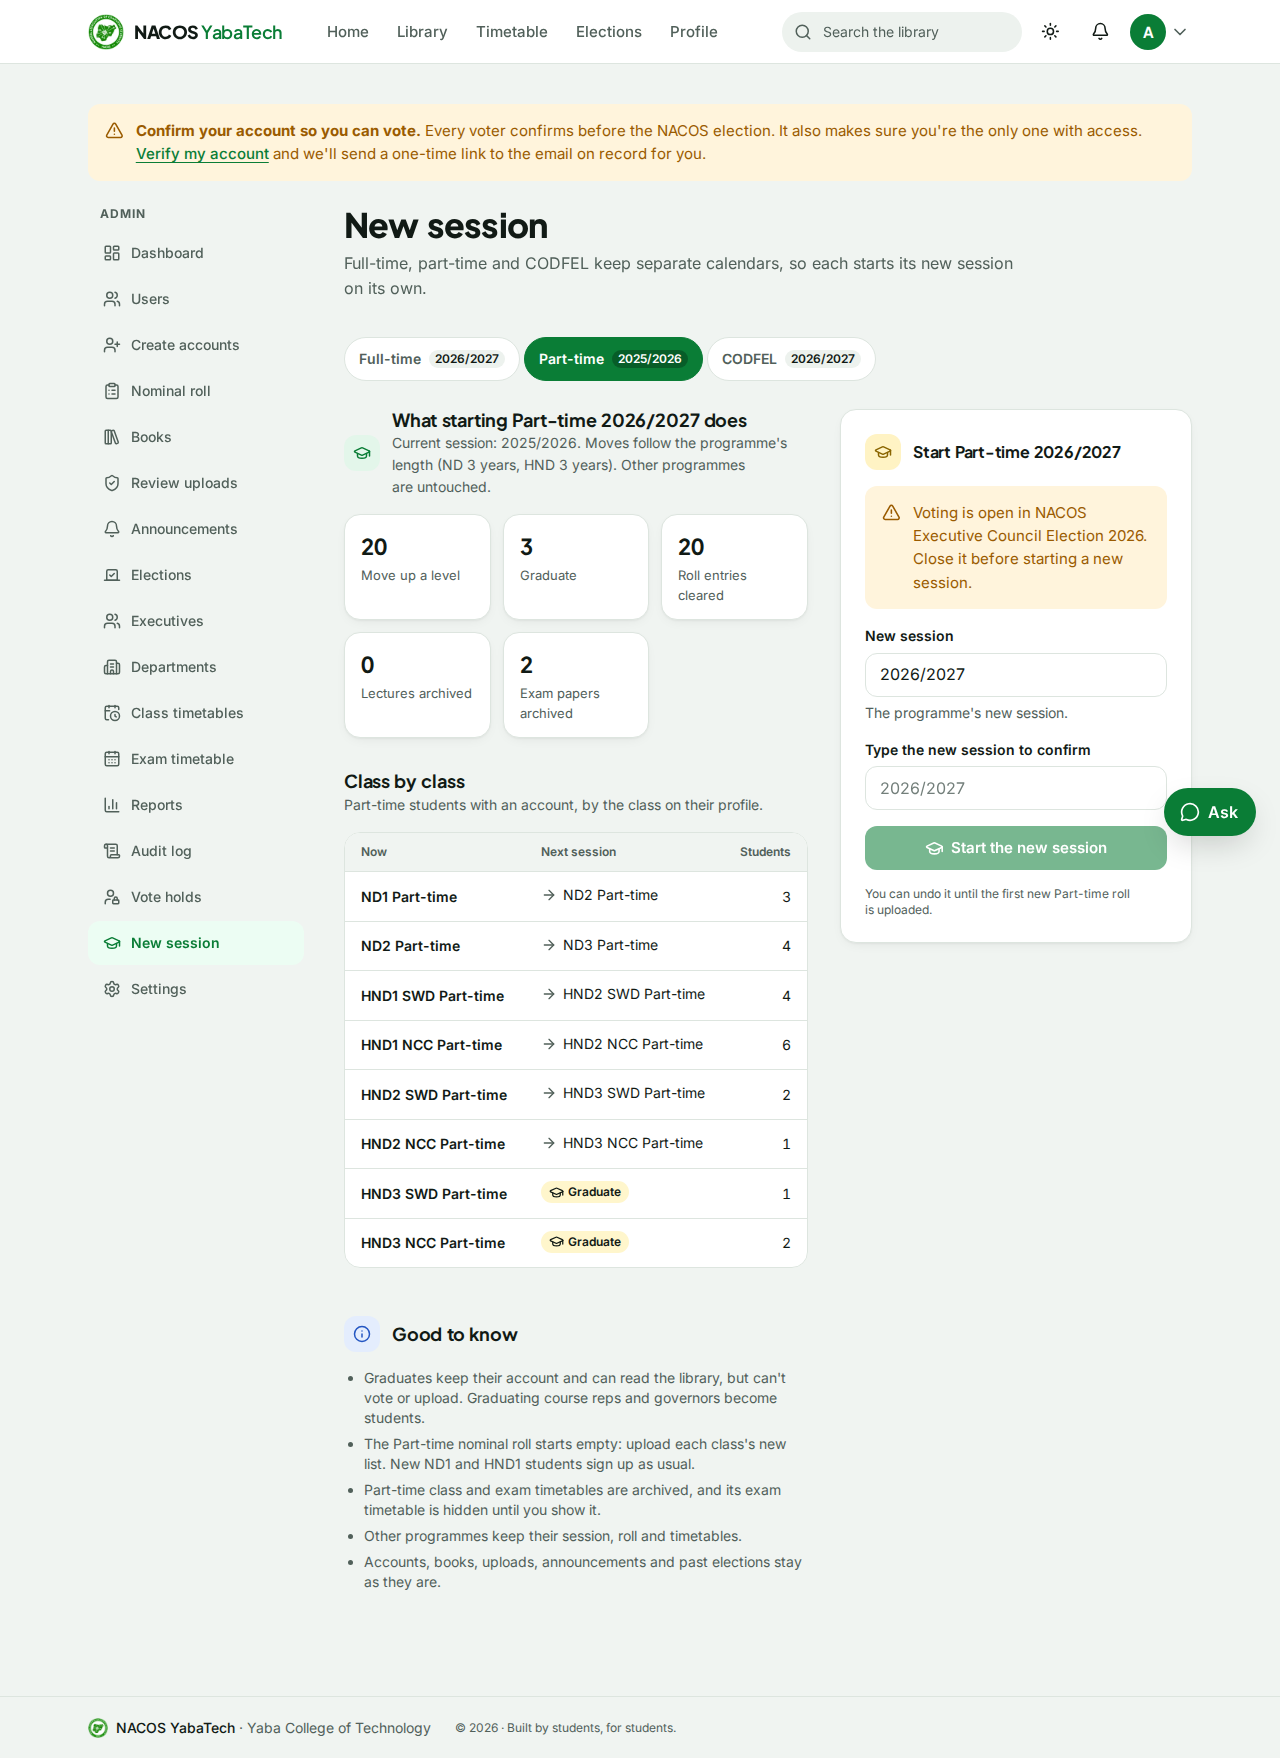 NACOS YabaTech
Home
Library
Timetable
Elections
Profile
Search the library
A
Confirm your account so you can vote. Every voter confirms before the NACOS election. It also makes sure you're the only one with access.
Verify my account and we'll send a one-time link to the email on record for you.
ADMIN
Dashboard
Users
Create accounts
Nominal roll
Books
Review uploads
Announcements
Elections
Executives
Departments
Class timetables
Exam timetable
Reports
Audit log
Vote holds
New session
Settings
New session
Full-time, part-time and CODFEL keep separate calendars, so each starts its new session
on its own.
Full-time 2026/2027
Part-time 2025/2026
CODFEL 2026/2027
What starting Part-time 2026/2027 does
Current session: 2025/2026. Moves follow the programme's
length (ND 3 years, HND 3 years). Other programmes
are untouched.
20
Move up a level
3
Graduate
20
Roll entries
cleared
0
Lectures archived
2
Exam papers
archived
Class by class
Part-time students with an account, by the class on their profile.
Now Next session Students
ND1 Part-time → ND2 Part-time 3
ND2 Part-time → ND3 Part-time 4
HND1 SWD Part-time → HND2 SWD Part-time 4
HND1 NCC Part-time → HND2 NCC Part-time 6
HND2 SWD Part-time → HND3 SWD Part-time 2
HND2 NCC Part-time → HND3 NCC Part-time 1
HND3 SWD Part-time Graduate 1
HND3 NCC Part-time Graduate 2
Good to know
• Graduates keep their account and can read the library, but can't
vote or upload. Graduating course reps and governors become
students.
• The Part-time nominal roll starts empty: upload each class's new
list. New ND1 and HND1 students sign up as usual.
• Part-time class and exam timetables are archived, and its exam
timetable is hidden until you show it.
• Other programmes keep their session, roll and timetables.
• Accounts, books, uploads, announcements and past elections stay
as they are.
Start Part-time 2026/2027
Voting is open in NACOS
Executive Council Election 2026.
Close it before starting a new
session.
New session
2026/2027
The programme's new session.
Type the new session to confirm
2026/2027
Start the new session
You can undo it until the first new Part-time roll
is uploaded.
Ask
NACOS YabaTech · Yaba College of Technology
© 2026 · Built by students, for students.